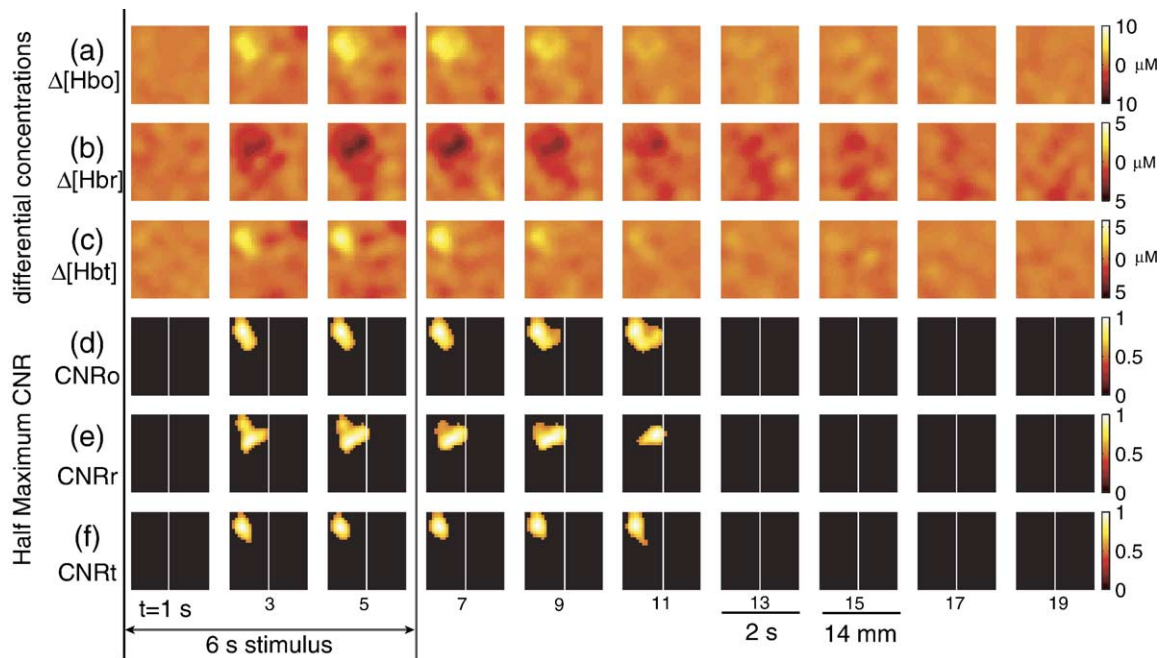 differential concentrations
(a)
Δ[Hbo]
10
0 μM
10
(b)
Δ[Hbr]
5
0 μM
5
(c)
Δ[Hbt]
5
0 μM
5
Half Maximum CNR
(d)
CNRo
1
0.5
0
(e)
CNRr
1
0.5
0
(f)
CNRt
1
0.5
0
t=1 s 3 5 7 9 11 13 15 17 19
6 s stimulus
2 s
14 mm